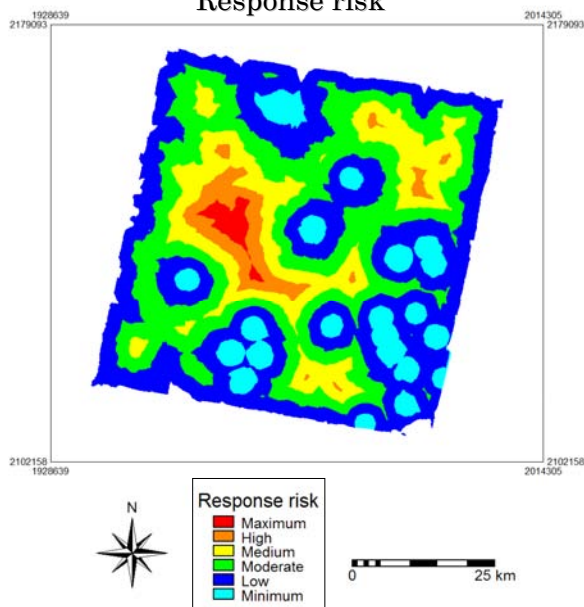 Response risk
1928639 2014305
2179093 2179093
2102158 2102158
1928639 2014305
N
Response risk
Maximum
High
Medium
Moderate
Low
Minimum
0 25 km